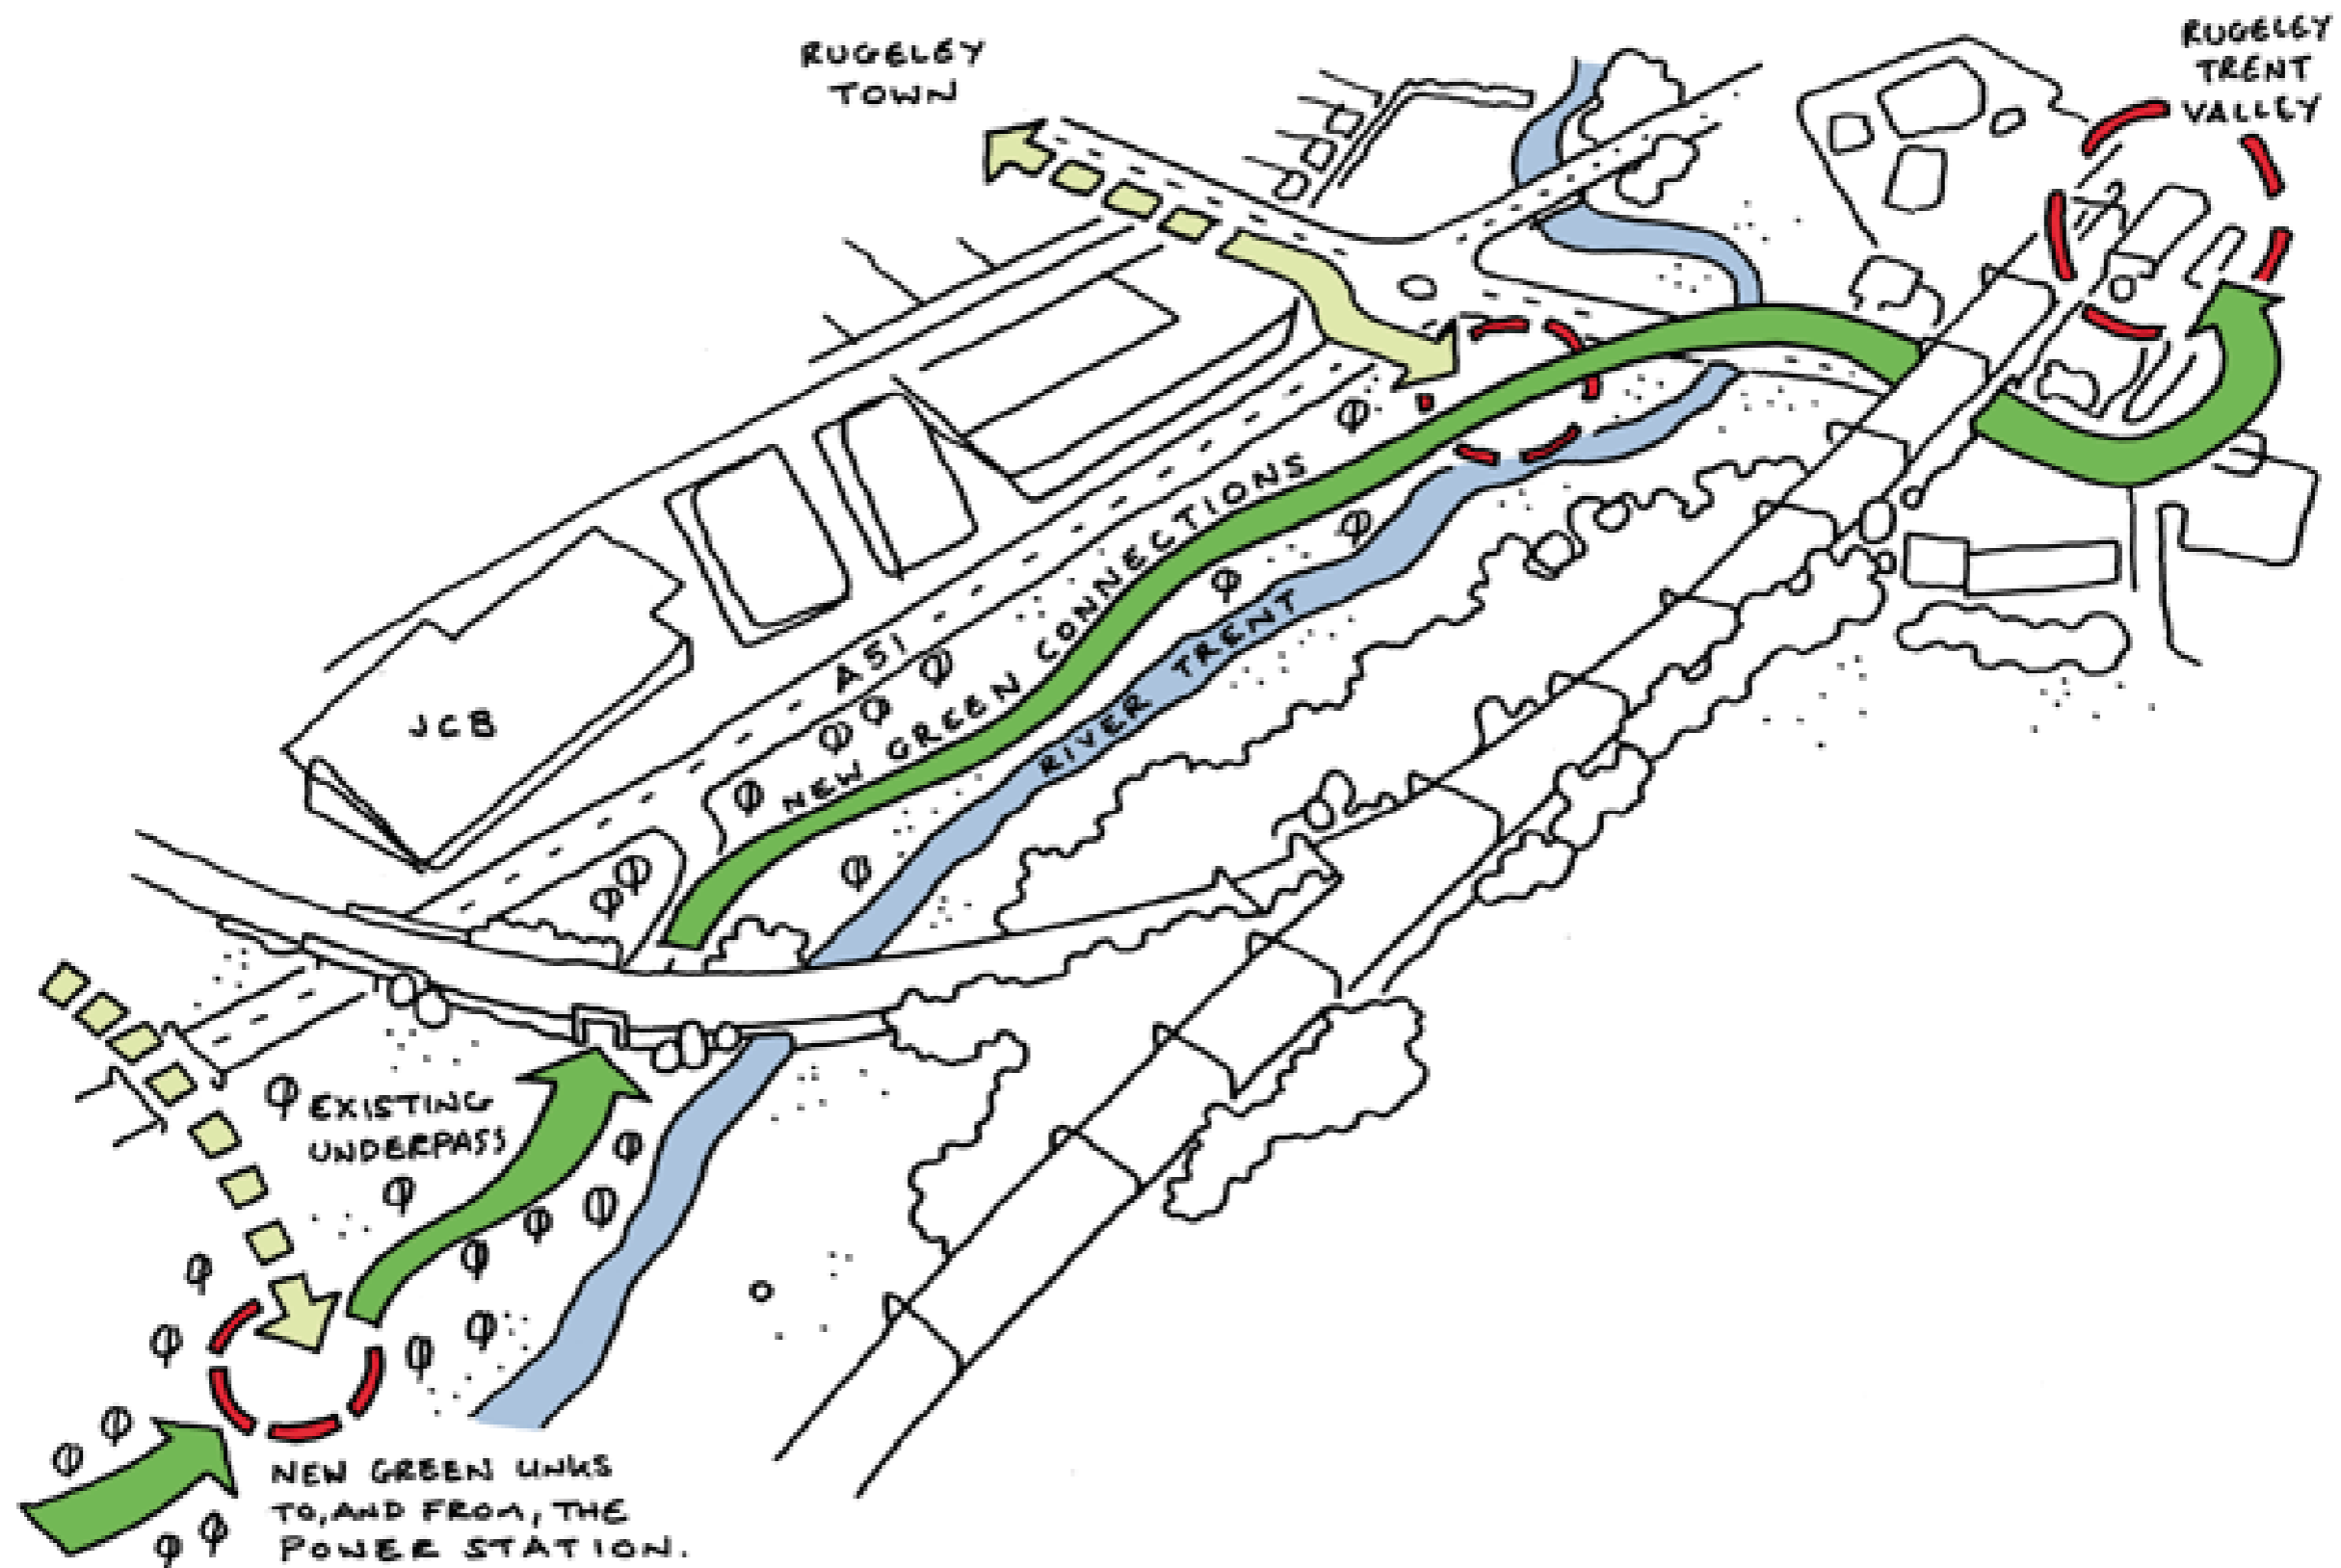 RUGELEY
TOWN
RUGELEY
TRENT
VALLEY
NEW GREEN CONNECTIONS
A51
RIVER TRENT
JCB
EXISTING
UNDERPASS
NEW GREEN LINKS
TO, AND FROM, THE
POWER STATION.